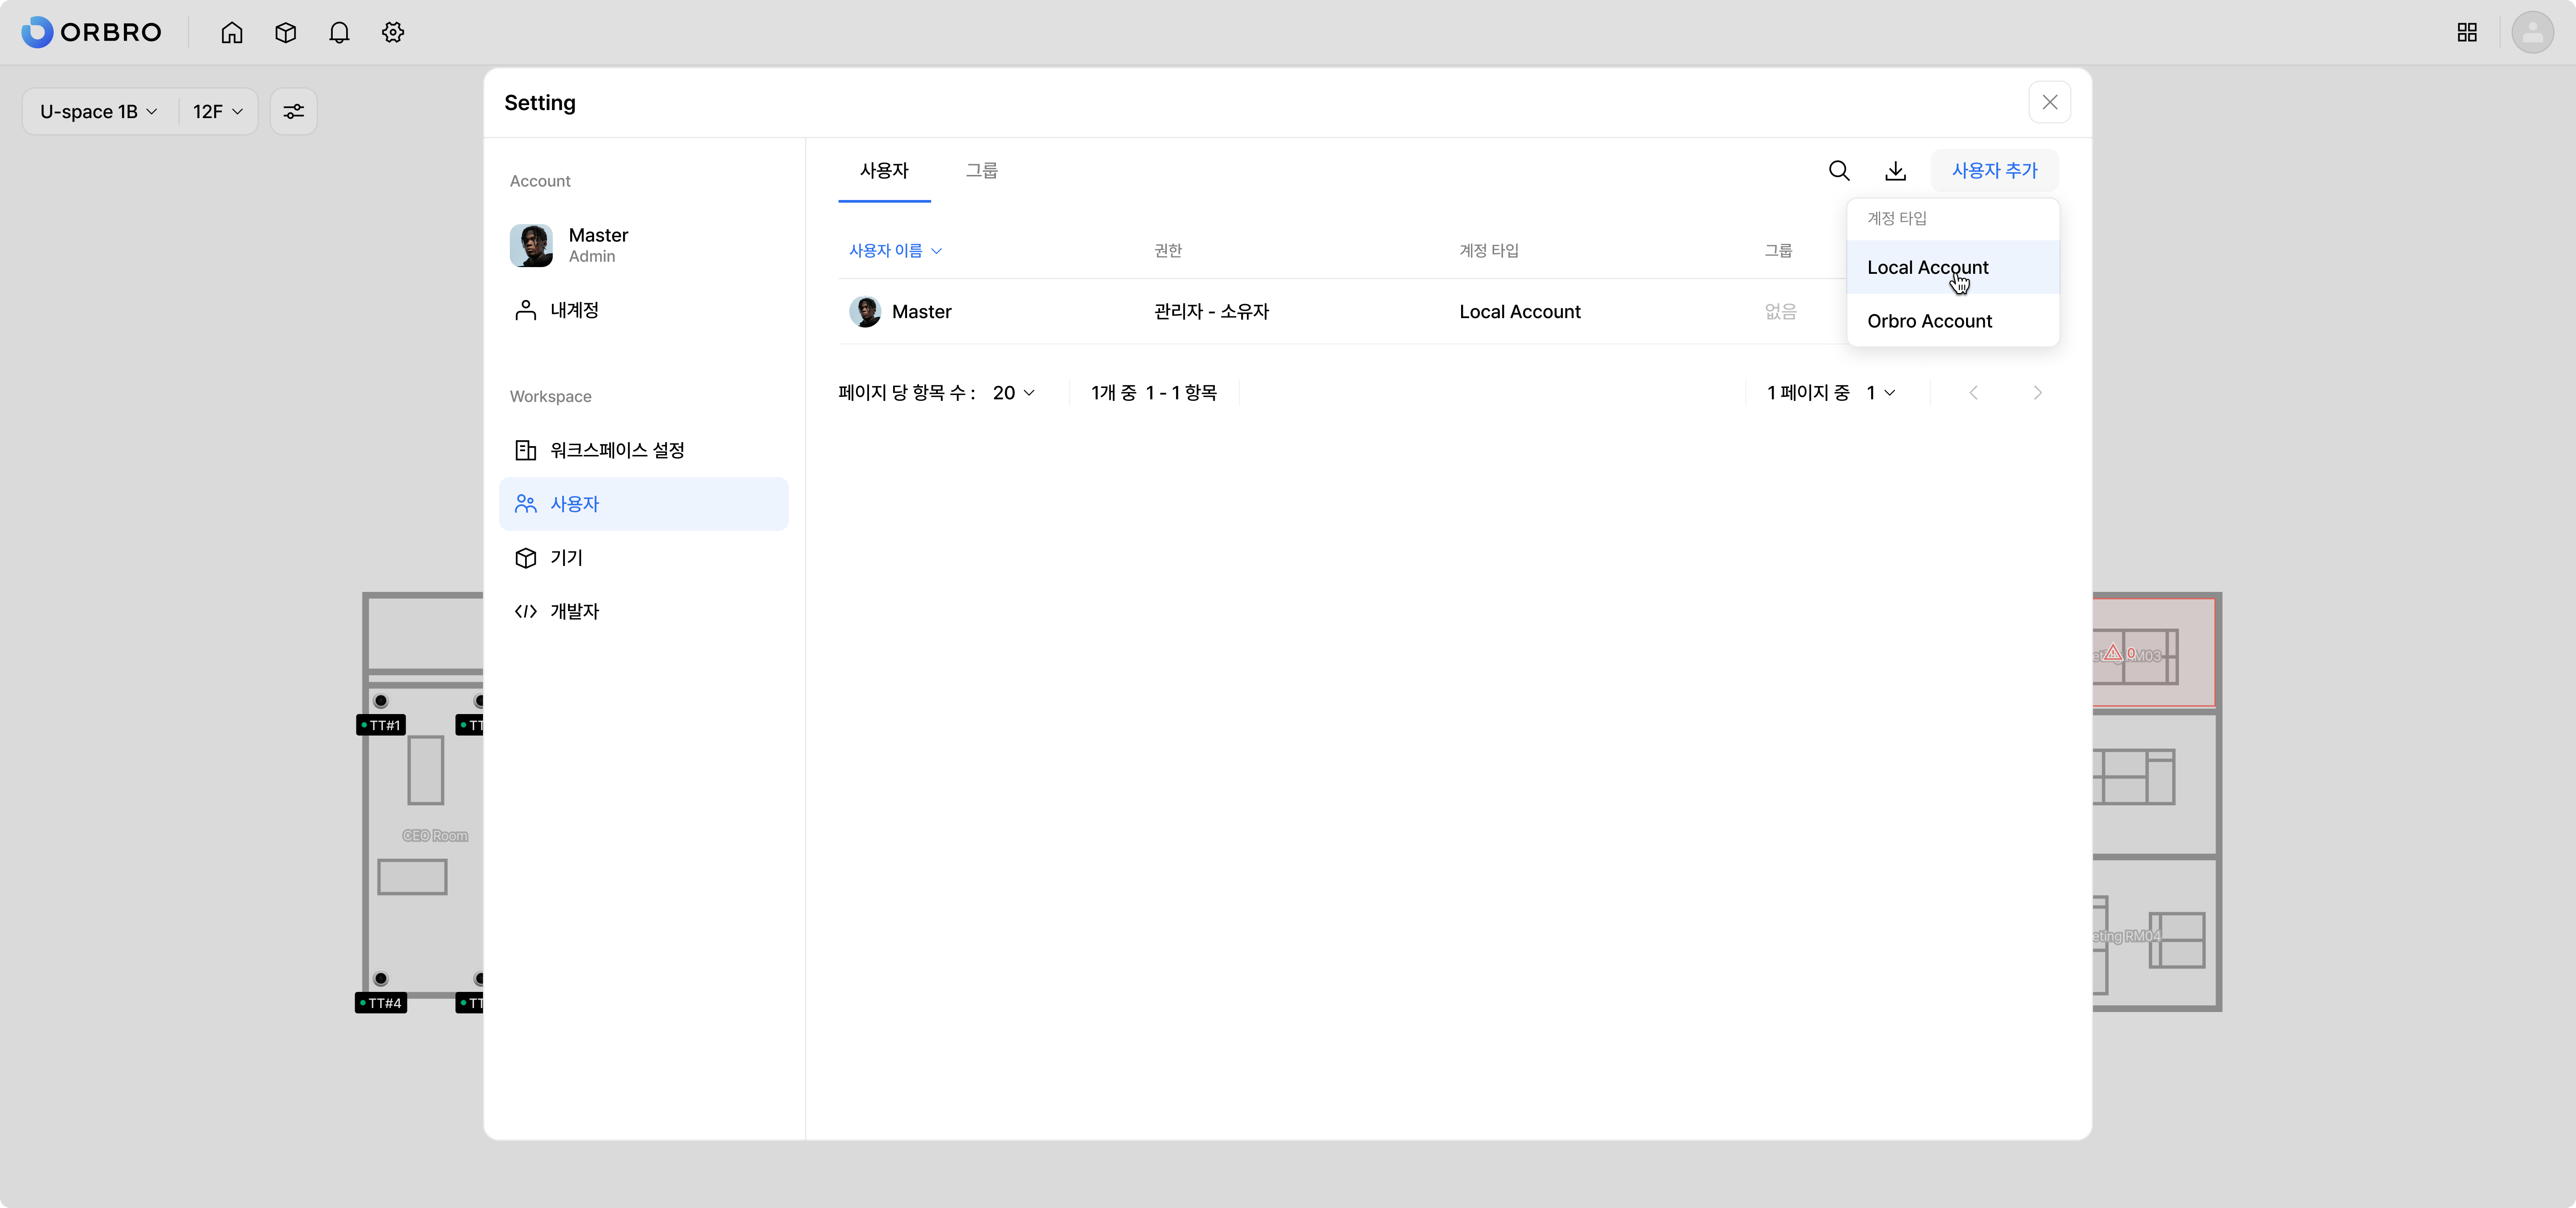 ORBRO
U-space 1B 12F
Setting
Account
Master
Admin
내계정
Workspace
워크스페이스 설정
사용자
기기
개발자
사용자 그룹 사용자 추가
계정 타입
Local Account
Orbro Account
사용자 이름 권한 계정 타입 그룹
Master 관리자 - 소유자 Local Account 없음
페이지 당 항목 수 : 20 1개 중 1 - 1 항목 1 페이지 중 1
TT#1
CEO Room
TT#4
0
RM04